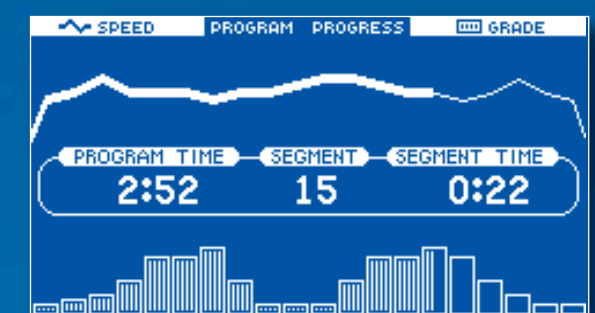 SPEED PROGRAM PROGRESS GRADE
PROGRAM TIME SEGMENT SEGMENT TIME
2:52 15 0:22